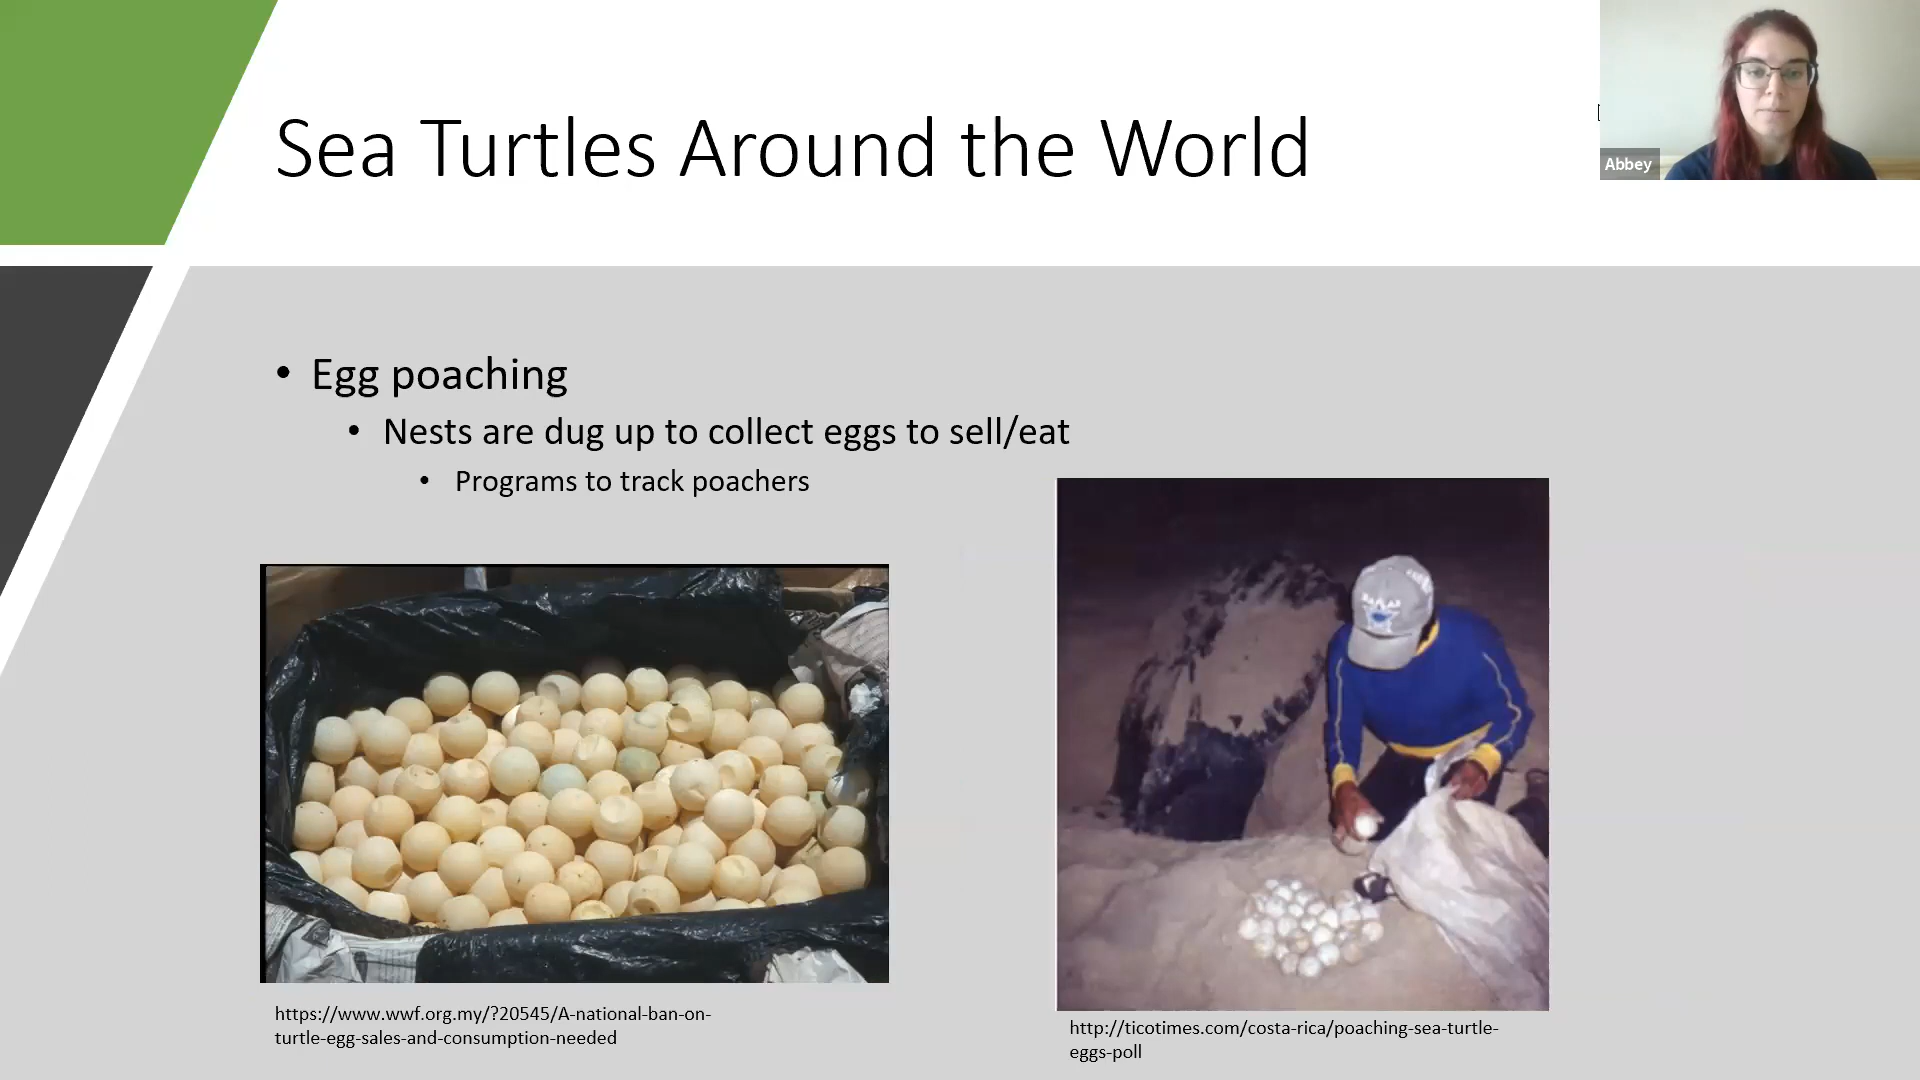 Sea Turtles Around the World
Abbey
• Egg poaching
• Nests are dug up to collect eggs to sell/eat
• Programs to track poachers
https://www.wwf.org.my/?20545/A-national-ban-on-
turtle-egg-sales-and-consumption-needed
http://ticotimes.com/costa-rica/poaching-sea-turtle-
eggs-poll